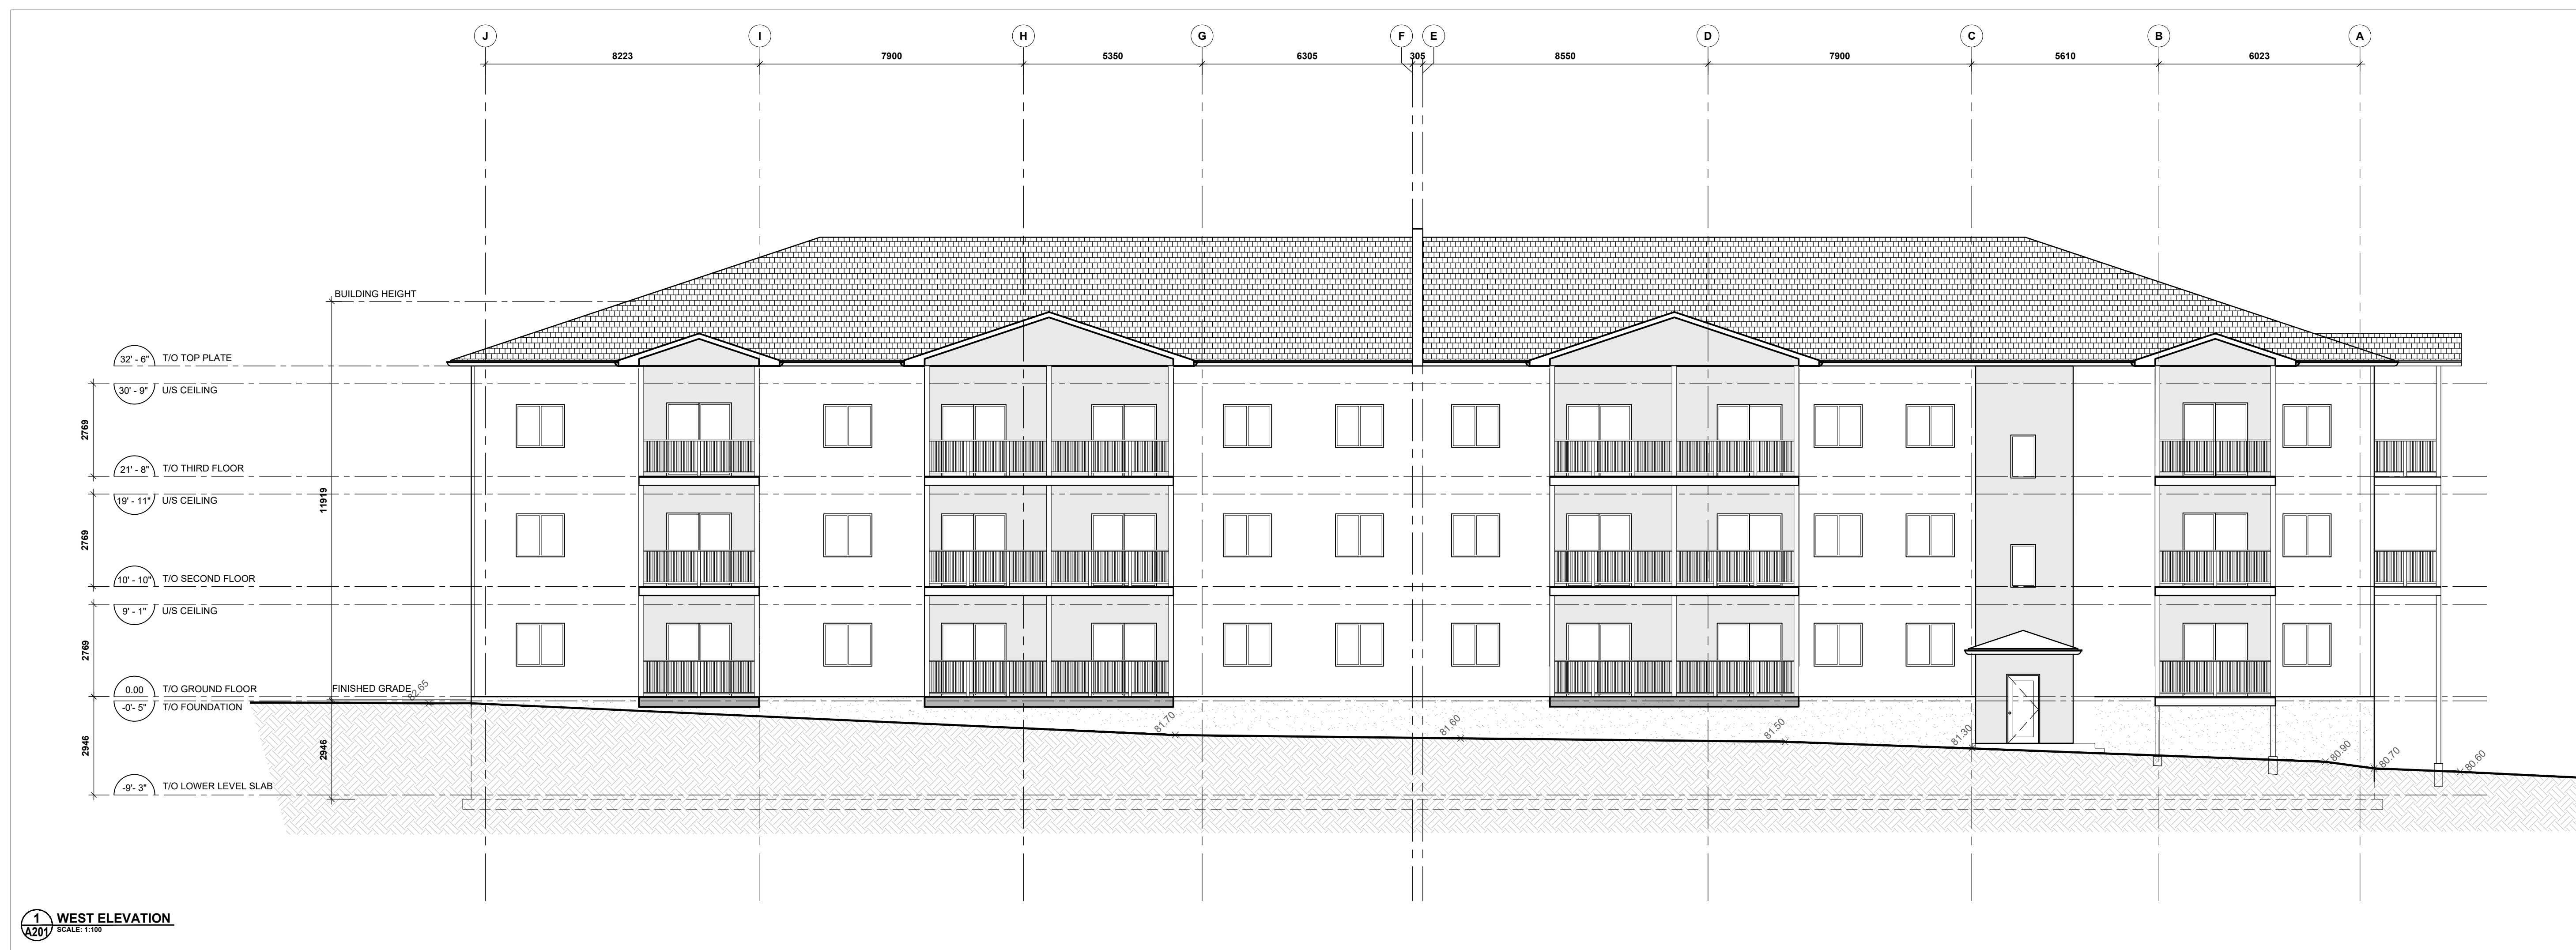 J I H G F E D C B A
8223 7900 5350 6305 305 8550 7900 5610 6023
BUILDING HEIGHT
32' - 6" T/O TOP PLATE
30' - 9" U/S CEILING
2769
21' - 8" T/O THIRD FLOOR
19' - 11" U/S CEILING
11919
2769
10' - 10" T/O SECOND FLOOR
9' - 1" U/S CEILING
2769
0.00 T/O GROUND FLOOR
FINISHED GRADE
82.65
-0'- 5" T/O FOUNDATION
81.70
81.60
81.50
81.30
80.90
80.70
80.60
2946
2946
-9'- 3" T/O LOWER LEVEL SLAB
1
A201
WEST ELEVATION
SCALE: 1:100